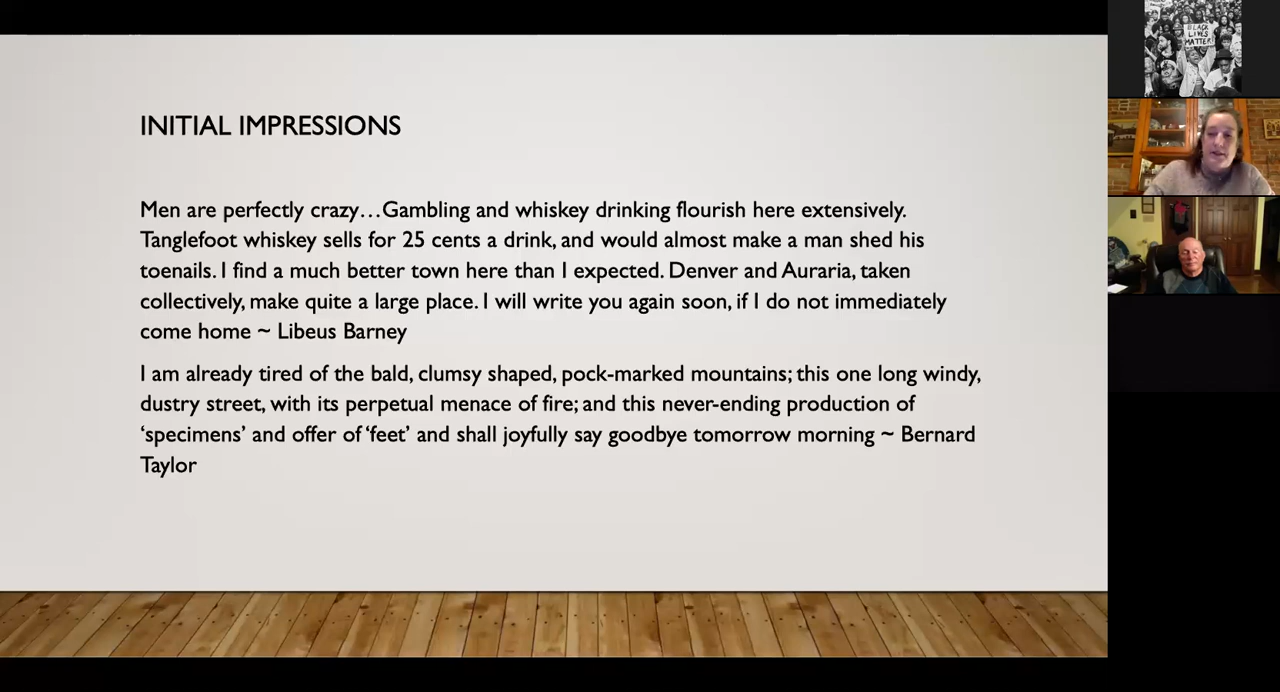 INITIAL IMPRESSIONS
Men are perfectly crazy…Gambling and whiskey drinking flourish here extensively.
Tanglefoot whiskey sells for 25 cents a drink, and would almost make a man shed his
toenails. I find a much better town here than I expected. Denver and Auraria, taken
collectively, make quite a large place. I will write you again soon, if I do not immediately
come home ~ Libeus Barney
I am already tired of the bald, clumsy shaped, pock-marked mountains; this one long windy,
dustry street, with its perpetual menace of fire; and this never-ending production of
‘specimens’ and offer of ‘feet’ and shall joyfully say goodbye tomorrow morning ~ Bernard
Taylor
BLACK
LIVES
MATTER